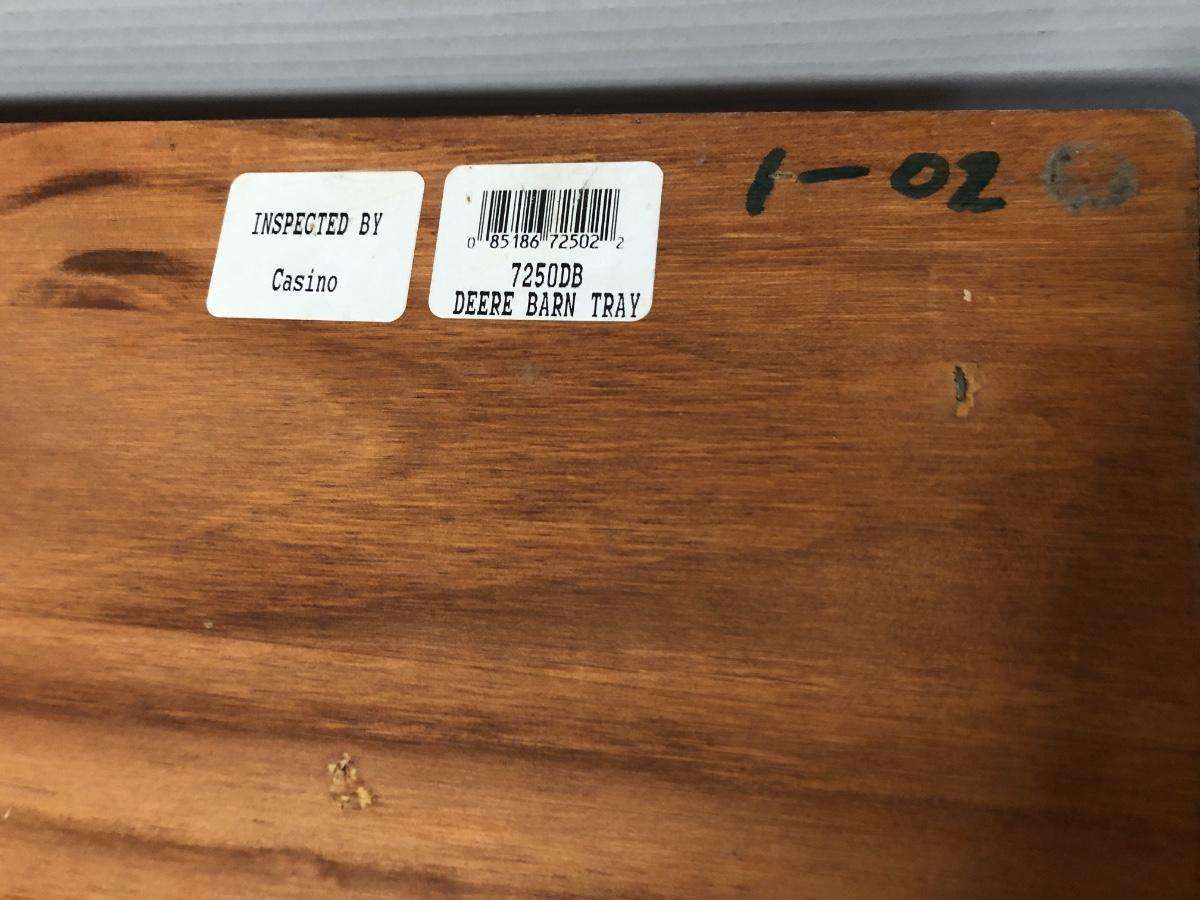 INSPECTED BY
Casino
0 85186 72502 2
7250DB
DEERE BARN TRAY
1-02